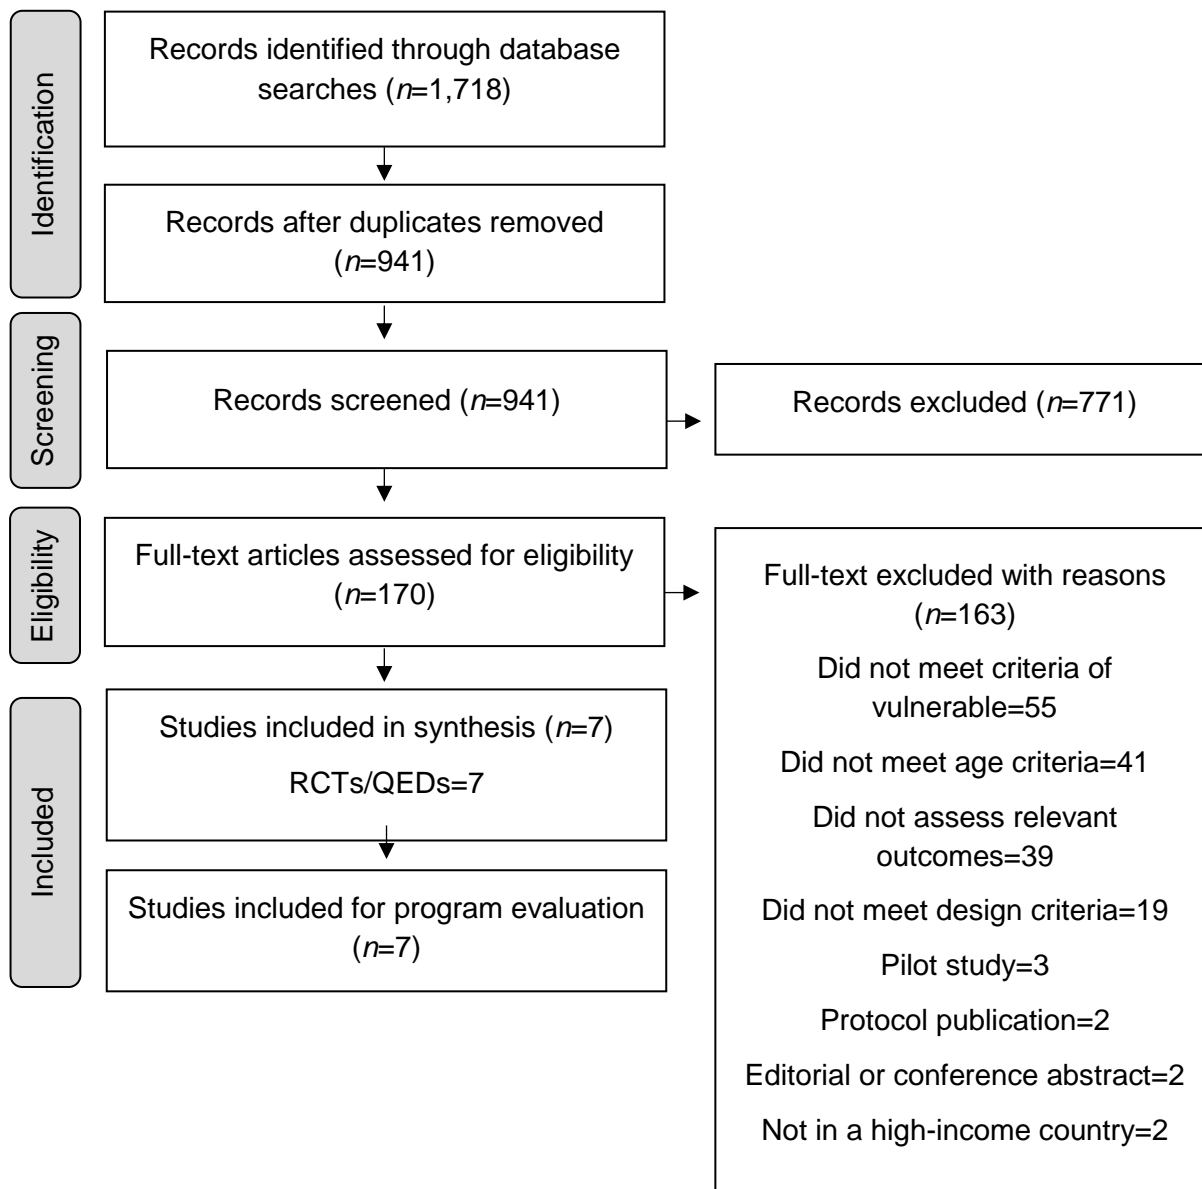 Identification
Records identified through database
searches (n=1,718)
Records after duplicates removed
(n=941)
Screening
Records screened (n=941)
Records excluded (n=771)
Eligibility
Full-text articles assessed for eligibility
(n=170)
Full-text excluded with reasons
(n=163)
Did not meet criteria of
vulnerable=55
Did not meet age criteria=41
Did not assess relevant
outcomes=39
Did not meet design criteria=19
Pilot study=3
Protocol publication=2
Editorial or conference abstract=2
Not in a high-income country=2
Included
Studies included in synthesis (n=7)
RCTs/QEDs=7
Studies included for program evaluation
(n=7)